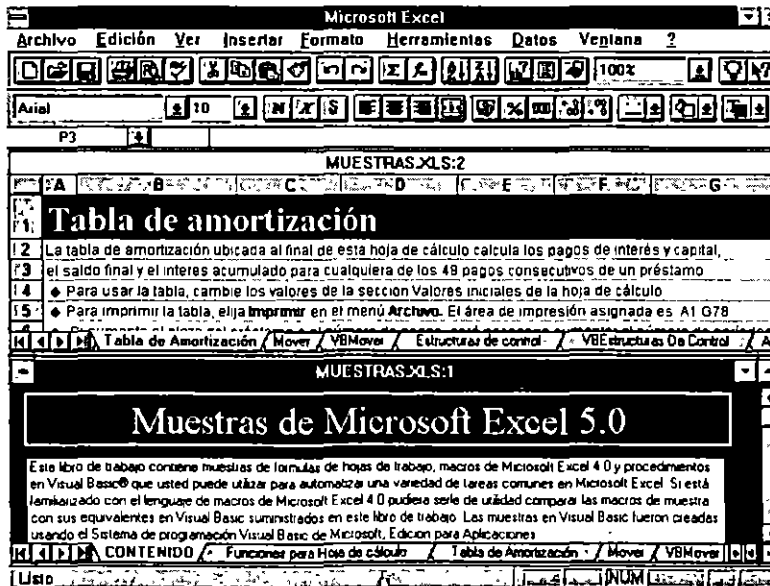 Microsoft Excel
Archivo Edición Ver Insertar Formato Herramientas Datos Ventana ?
100%
Arial 10 N K S % 000
P3
MUESTRAS.XLS:2
A B C D E F G
1 Tabla de amortización
2 La tabla de amortización ubicada al final de esta hoja de cálculo calcula los pagos de interés y capital,
3 el saldo final y el interes acumulado para cualquiera de los 48 pagos consecutivos de un préstamo
4 ◆ Para usar la tabla, cambie los valores de la sección Valores iniciales de la hoja de cálculo
5 ◆ Para imprimir la tabla, elija Imprimir en el menú Archivo. El área de impresión asignada es A1 G78
Tabla de Amortización Mover VBMover Estructuras de control VBEstructuras De Control A
MUESTRAS.XLS:1
Muestras de Microsoft Excel 5.0
Este libro de trabajo contiene muestras de formulas de hojas de trabajo, macros de Microsoft Excel 4.0 y procedimientos
en Visual Basic® que usted puede utilizar para automatizar una variedad de tareas comunes en Microsoft Excel Si está
familiarizado con el lenguaje de macros de Microsoft Excel 4.0 pudiera serle de utilidad comparar las macros de muestra
con sus equivalentes en Visual Basic suministrados en este libro de trabajo Las muestras en Visual Basic fueron creadas
usando el Sistema de programación Visual Basic de Microsoft, Edicion para Aplicaciones
CONTENIDO Funciones para Hoja de cálculo Tabla de Amortización Mover VBMover
Listo NUM